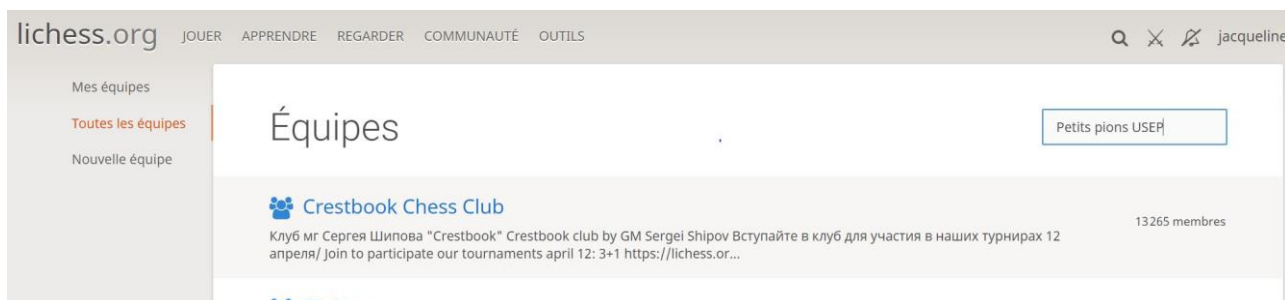 lichess.org JOUER APPRENDRE REGARDER COMMUNAUTÉ OUTILS jacqueline
Mes équipes
Toutes les équipes
Nouvelle équipe
Équipes
Petits pions USEP
Crestbook Chess Club
13265 membres
Клуб мг Сергея Шипова "Crestbook" Crestbook club by GM Sergei Shipov Вступайте в клуб для участия в наших турнирах 12
апреля/ Join to participate our tournaments april 12: 3+1 https://lichess.or...